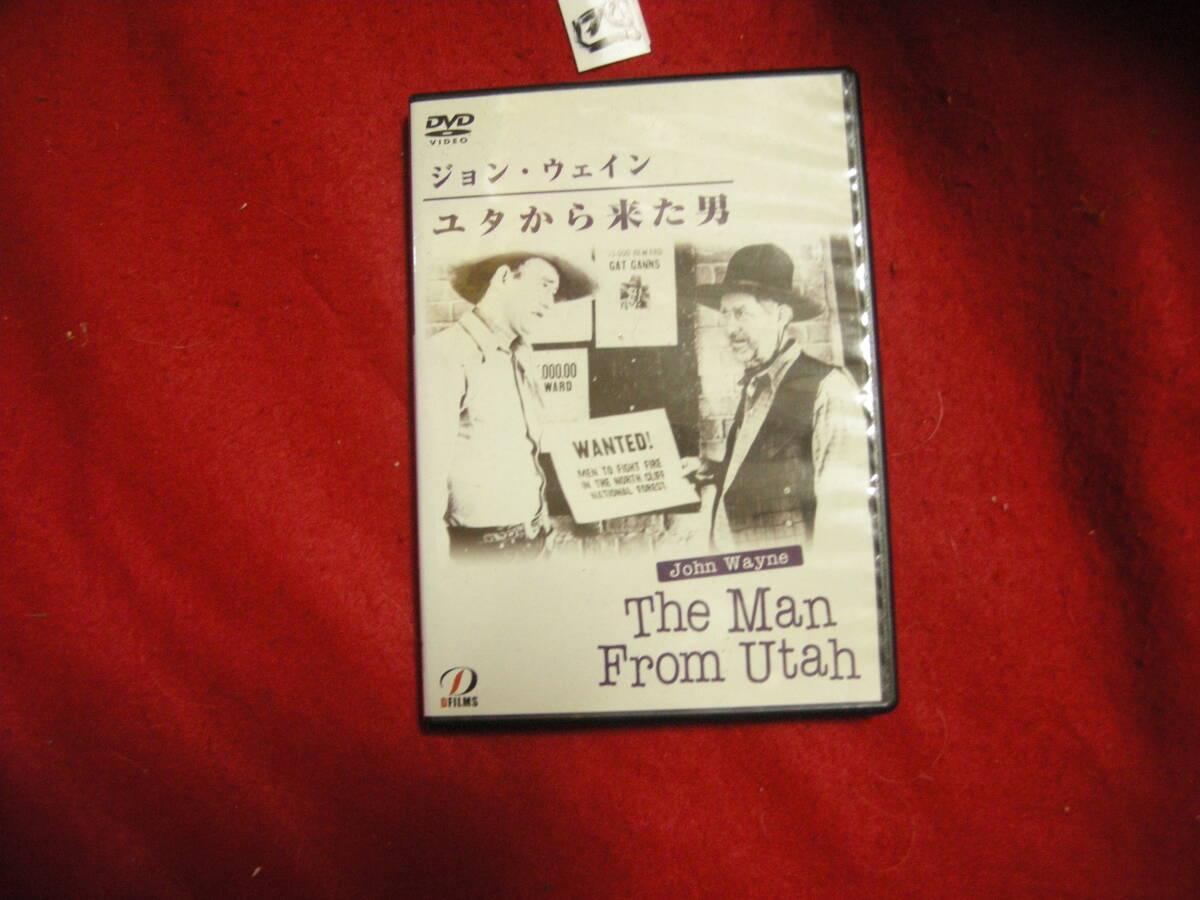 DVD
VIDEO
ジョン・ウェイン
ユタから来た男
GAT GANNS
000.00
WARD
WANTED!
MEN TO FIGHT FIRE
IN THE NORTH CLIFF
NATIONAL FOREST
John Wayne
The Man
From Utah
D
DFILMS